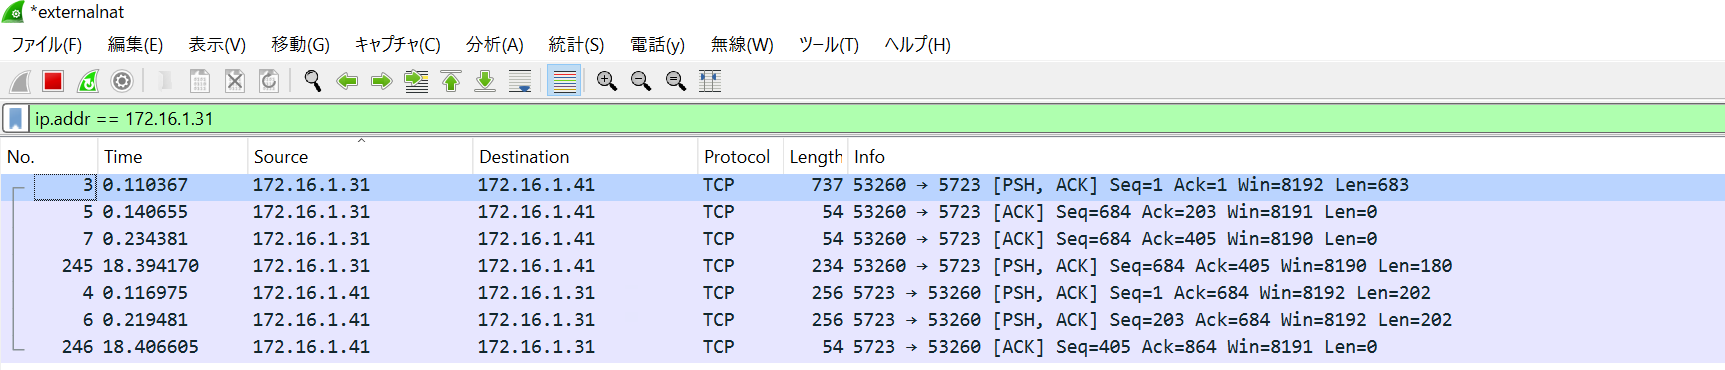 *externalnat
ファイル(F) 編集(E) 表示(V) 移動(G) キャプチャ(C) 分析(A) 統計(S) 電話(y) 無線(W) ツール(T) ヘルプ(H)
ip.addr == 172.16.1.31
No. Time Source Destination Protocol Length Info
3 0.110367 172.16.1.31 172.16.1.41 TCP 737 53260 → 5723 [PSH, ACK] Seq=1 Ack=1 Win=8192 Len=683
5 0.140655 172.16.1.31 172.16.1.41 TCP 54 53260 → 5723 [ACK] Seq=684 Ack=203 Win=8191 Len=0
7 0.234381 172.16.1.31 172.16.1.41 TCP 54 53260 → 5723 [ACK] Seq=684 Ack=405 Win=8190 Len=0
245 18.394170 172.16.1.31 172.16.1.41 TCP 234 53260 → 5723 [PSH, ACK] Seq=684 Ack=405 Win=8190 Len=180
4 0.116975 172.16.1.41 172.16.1.31 TCP 256 5723 → 53260 [PSH, ACK] Seq=1 Ack=684 Win=8192 Len=202
6 0.219481 172.16.1.41 172.16.1.31 TCP 256 5723 → 53260 [PSH, ACK] Seq=203 Ack=684 Win=8192 Len=202
246 18.406605 172.16.1.41 172.16.1.31 TCP 54 5723 → 53260 [ACK] Seq=405 Ack=864 Win=8191 Len=0